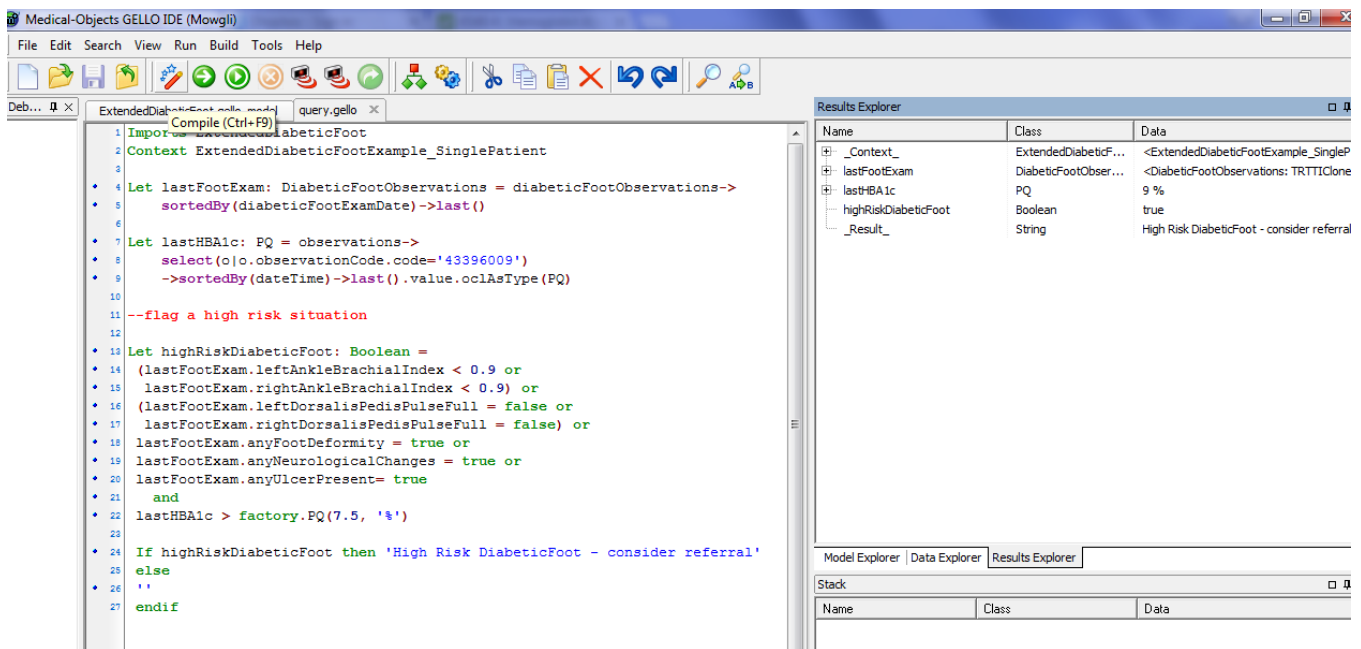 Medical-Objects GELLO IDE (Mowgli)
File Edit Search View Run Build Tools Help
Deb...
ExtendedDiabeticFoot.gello_model query.gello
Compile (Ctrl+F9)
1 Imports ExtendedDiabeticFoot
2 Context ExtendedDiabeticFootExample_SinglePatient
3
4 Let lastFootExam: DiabeticFootObservations = diabeticFootObservations->
5 sortedBy(diabeticFootExamDate)->last()
6
7 Let lastHBA1c: PQ = observations->
8 select(o|o.observationCode.code='43396009')
9 ->sortedBy(dateTime)->last().value.oclAsType(PQ)
10
11 --flag a high risk situation
12
13 Let highRiskDiabeticFoot: Boolean =
14 (lastFootExam.leftAnkleBrachialIndex < 0.9 or
15 lastFootExam.rightAnkleBrachialIndex < 0.9) or
16 (lastFootExam.leftDorsalisPedisPulseFull = false or
17 lastFootExam.rightDorsalisPedisPulseFull = false) or
18 lastFootExam.anyFootDeformity = true or
19 lastFootExam.anyNeurologicalChanges = true or
20 lastFootExam.anyUlcerPresent= true
21 and
22 lastHBA1c > factory.PQ(7.5, '%')
23
24 If highRiskDiabeticFoot then 'High Risk DiabeticFoot - consider referral'
25 else
26 ''
27 endif
Results Explorer
Name Class Data
_Context_ ExtendedDiabeticF... <ExtendedDiabeticFootExample_SingleP
lastFootExam DiabeticFootObser... <DiabeticFootObservations: TRTTIClone
lastHBA1c PQ 9 %
highRiskDiabeticFoot Boolean true
_Result_ String High Risk DiabeticFoot - consider referral
Model Explorer Data Explorer Results Explorer
Stack
Name Class Data